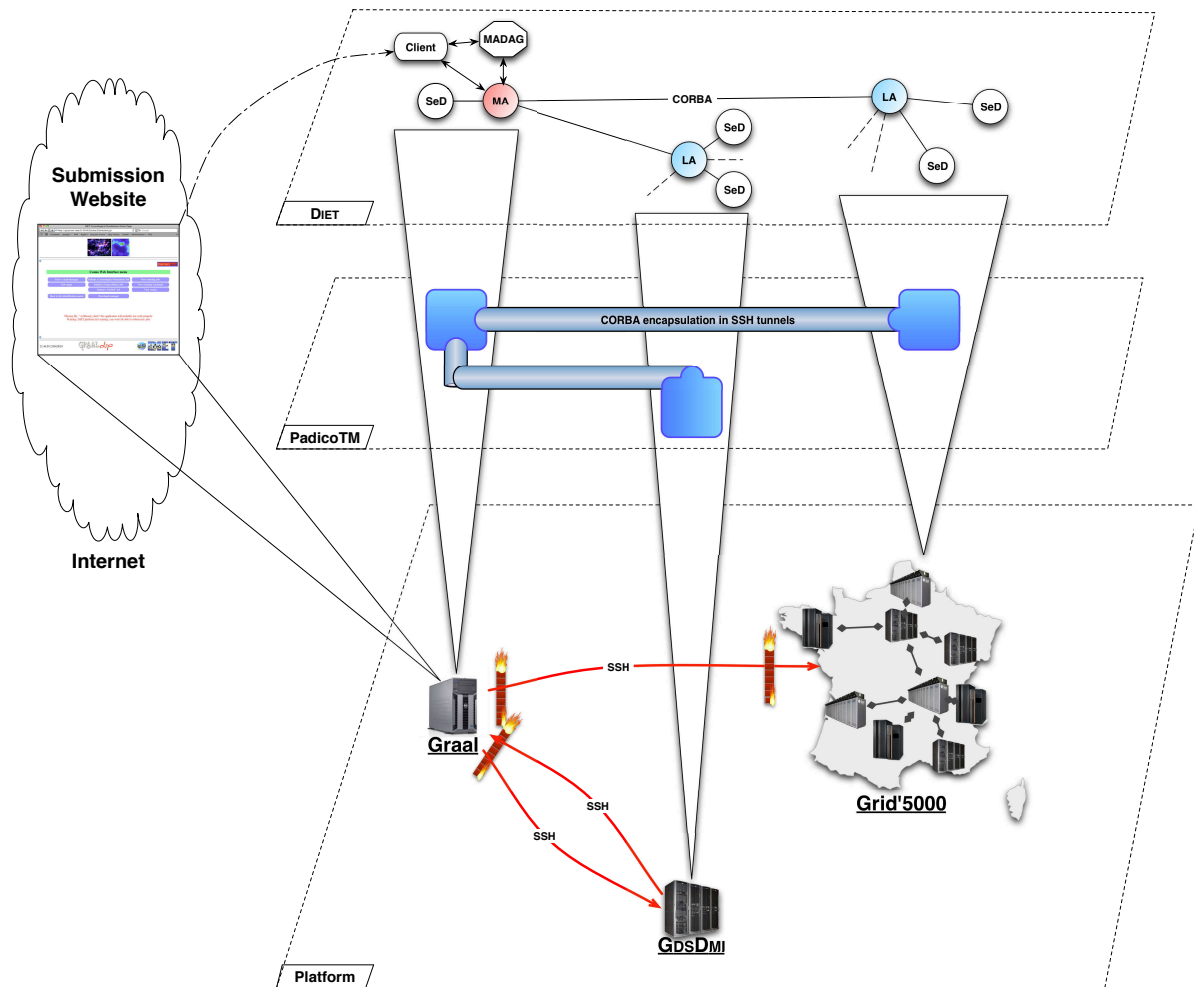 MADAG
Client
SeD
MA
CORBA
LA
SeD
SeD
LA
SeD
SeD
Submission
Website
DIET
CORBA encapsulation in SSH tunnels
PadicoTM
Internet
SSH
Graal
SSH
SSH
Grid'5000
GDSDMI
Platform